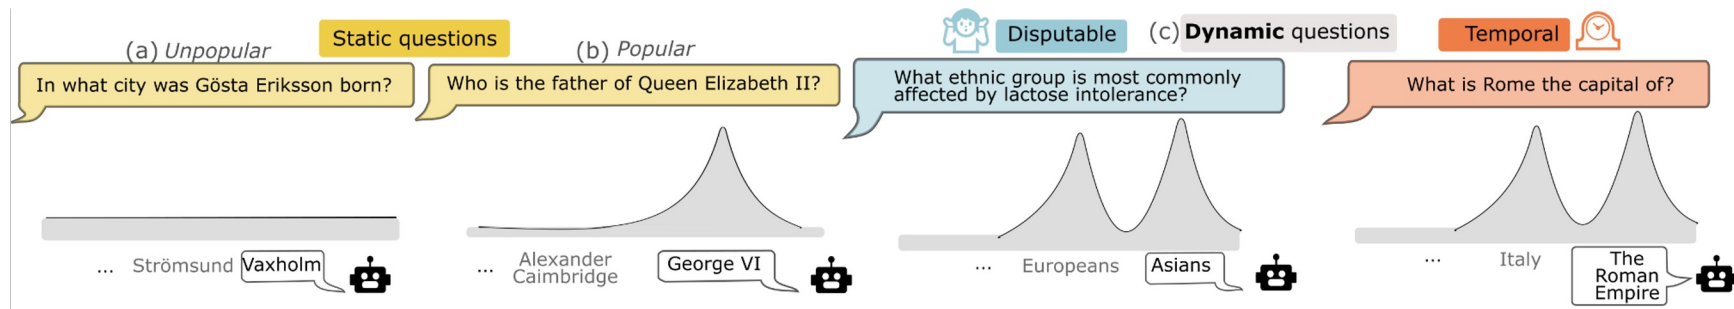 (a) Unpopular
Static questions
(b) Popular
Disputable
(c) Dynamic questions
Temporal
In what city was Gösta Eriksson born?
Who is the father of Queen Elizabeth II?
What ethnic group is most commonly
affected by lactose intolerance?
What is Rome the capital of?
... Strömsund
Vaxholm
... Alexander
Caimbridge
George VI
... Europeans
Asians
... Italy
The
Roman
Empire